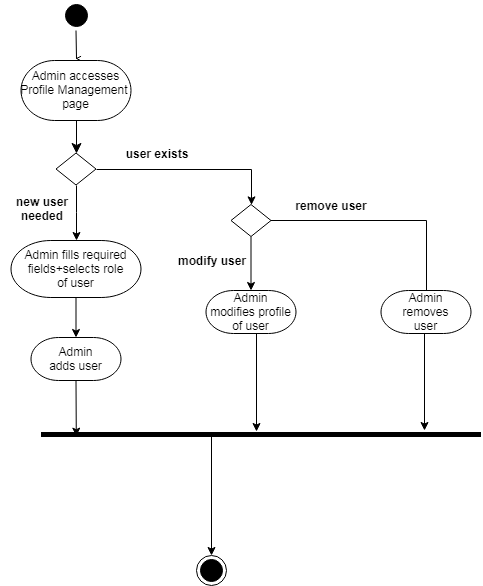 Admin accesses
Profile Management
page
user exists
new user
needed
remove user
modify user
Admin fills required
fields+selects role
of user
Admin
modifies profile
of user
Admin
removes
user
Admin
adds user